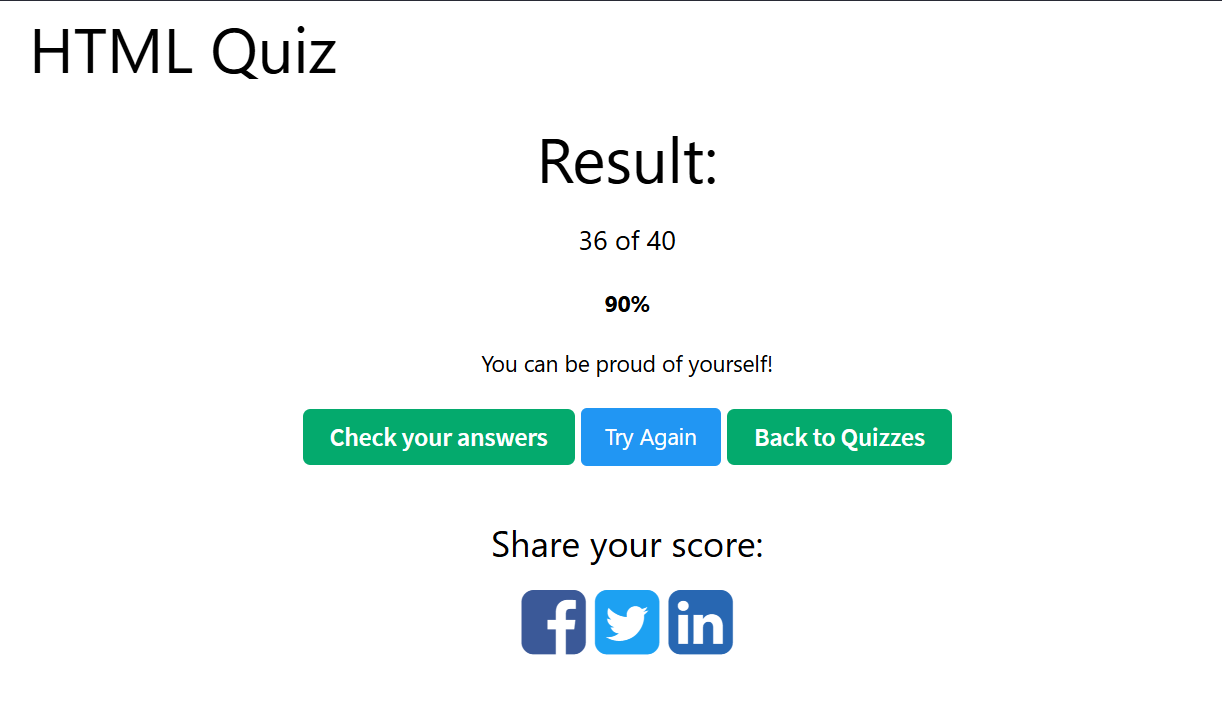 HTML Quiz
Result:
36 of 40
90%
You can be proud of yourself!
Check your answers Try Again Back to Quizzes
Share your score:
f in